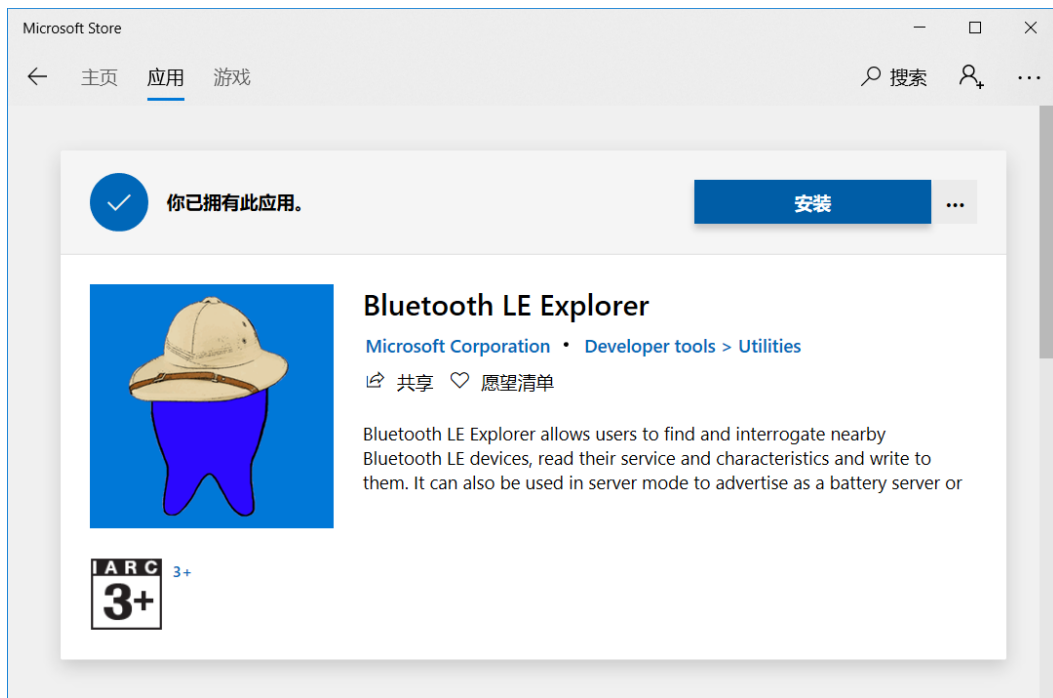 Microsoft Store
主页 应用 游戏 搜索
你已拥有此应用。 安装
Bluetooth LE Explorer
Microsoft Corporation • Developer tools > Utilities
共享 愿望清单
Bluetooth LE Explorer allows users to find and interrogate nearby
Bluetooth LE devices, read their service and characteristics and write to
them. It can also be used in server mode to advertise as a battery server or
IARC
3+
3+